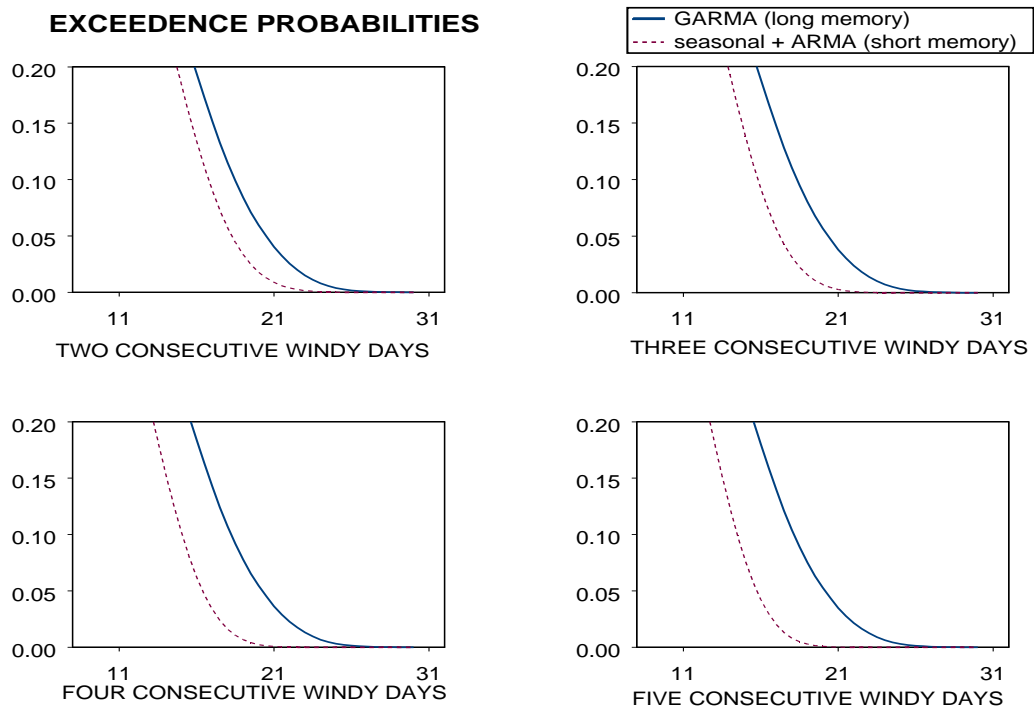 EXCEEDENCE PROBABILITIES
GARMA (long memory)
seasonal + ARMA (short memory)
0.20
0.15
0.10
0.05
0.00
11 21 31
TWO CONSECUTIVE WINDY DAYS
0.20
0.15
0.10
0.05
0.00
11 21 31
THREE CONSECUTIVE WINDY DAYS
0.20
0.15
0.10
0.05
0.00
11 21 31
FOUR CONSECUTIVE WINDY DAYS
0.20
0.15
0.10
0.05
0.00
11 21 31
FIVE CONSECUTIVE WINDY DAYS